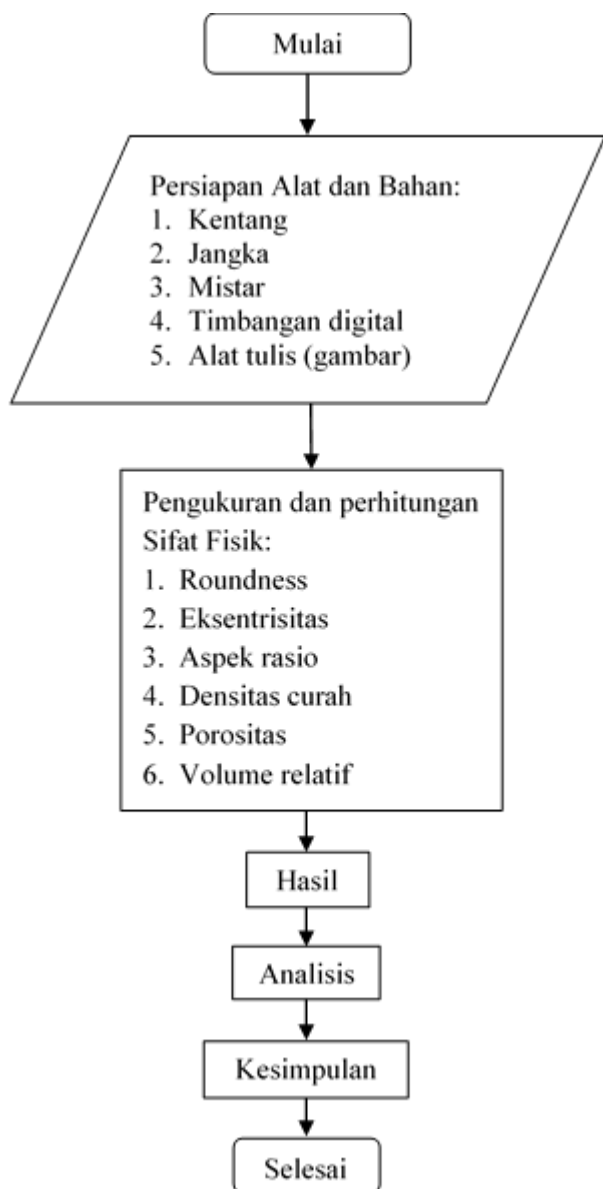 Mulai
Persiapan Alat dan Bahan:
1. Kentang
2. Jangka
3. Mistar
4. Timbangan digital
5. Alat tulis (gambar)
Pengukuran dan perhitungan
Sifat Fisik:
1. Roundness
2. Eksentrisitas
3. Aspek rasio
4. Densitas curah
5. Porositas
6. Volume relatif
Hasil
Analisis
Kesimpulan
Selesai